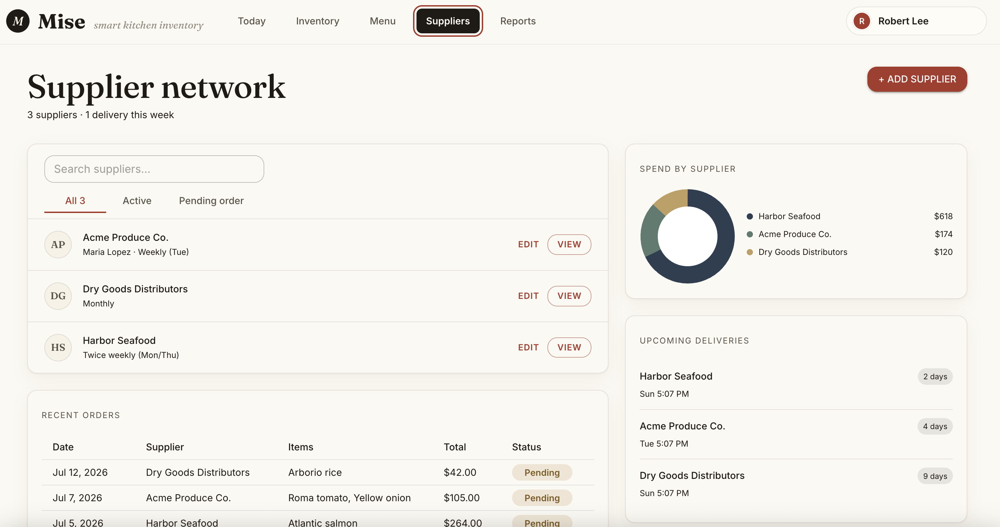 M Mise smart kitchen inventory Today Inventory Menu Suppliers Reports R Robert Lee
Supplier network
+ ADD SUPPLIER
3 suppliers · 1 delivery this week
Search suppliers...
All 3 Active Pending order
AP Acme Produce Co. EDIT VIEW
Maria Lopez · Weekly (Tue)
DG Dry Goods Distributors EDIT VIEW
Monthly
HS Harbor Seafood EDIT VIEW
Twice weekly (Mon/Thu)
SPEND BY SUPPLIER
Harbor Seafood $618
Acme Produce Co. $174
Dry Goods Distributors $120
RECENT ORDERS
Date Supplier Items Total Status
Jul 12, 2026 Dry Goods Distributors Arborio rice $42.00 Pending
Jul 7, 2026 Acme Produce Co. Roma tomato, Yellow onion $105.00 Pending
Jul 5, 2026 Harbor Seafood Atlantic salmon $264.00 Pending
UPCOMING DELIVERIES
Harbor Seafood 2 days
Sun 5:07 PM
Acme Produce Co. 4 days
Tue 5:07 PM
Dry Goods Distributors 9 days
Sun 5:07 PM